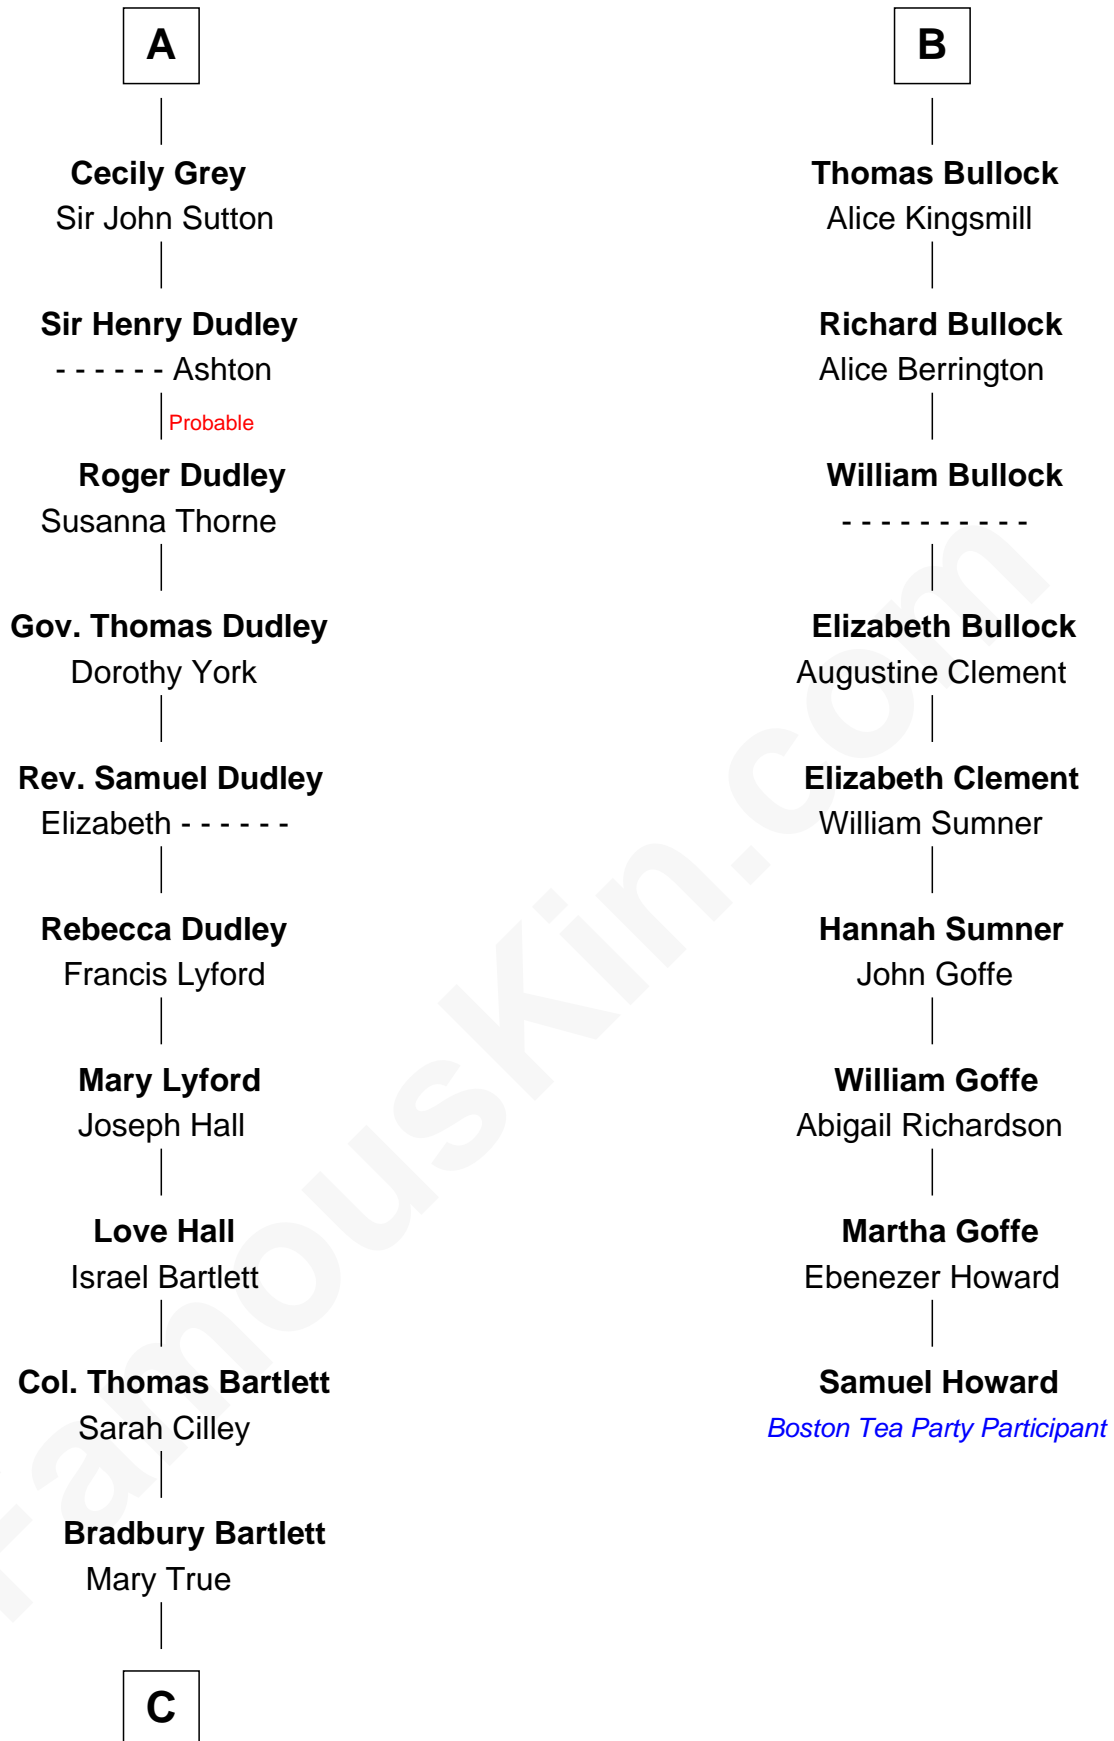 A
Cecily Grey
Sir John Sutton
Sir Henry Dudley
- - - - - - Ashton
Probable
Roger Dudley
Susanna Thorne
Gov. Thomas Dudley
Dorothy York
Rev. Samuel Dudley
Elizabeth - - - - - -
Rebecca Dudley
Francis Lyford
Mary Lyford
Joseph Hall
Love Hall
Israel Bartlett
Col. Thomas Bartlett
Sarah Cilley
Bradbury Bartlett
Mary True
C
B
Thomas Bullock
Alice Kingsmill
Richard Bullock
Alice Berrington
William Bullock
- - - - - - - - - -
Elizabeth Bullock
Augustine Clement
Elizabeth Clement
William Sumner
Hannah Sumner
John Goffe
William Goffe
Abigail Richardson
Martha Goffe
Ebenezer Howard
Samuel Howard
Boston Tea Party Participant
FamousKin.com